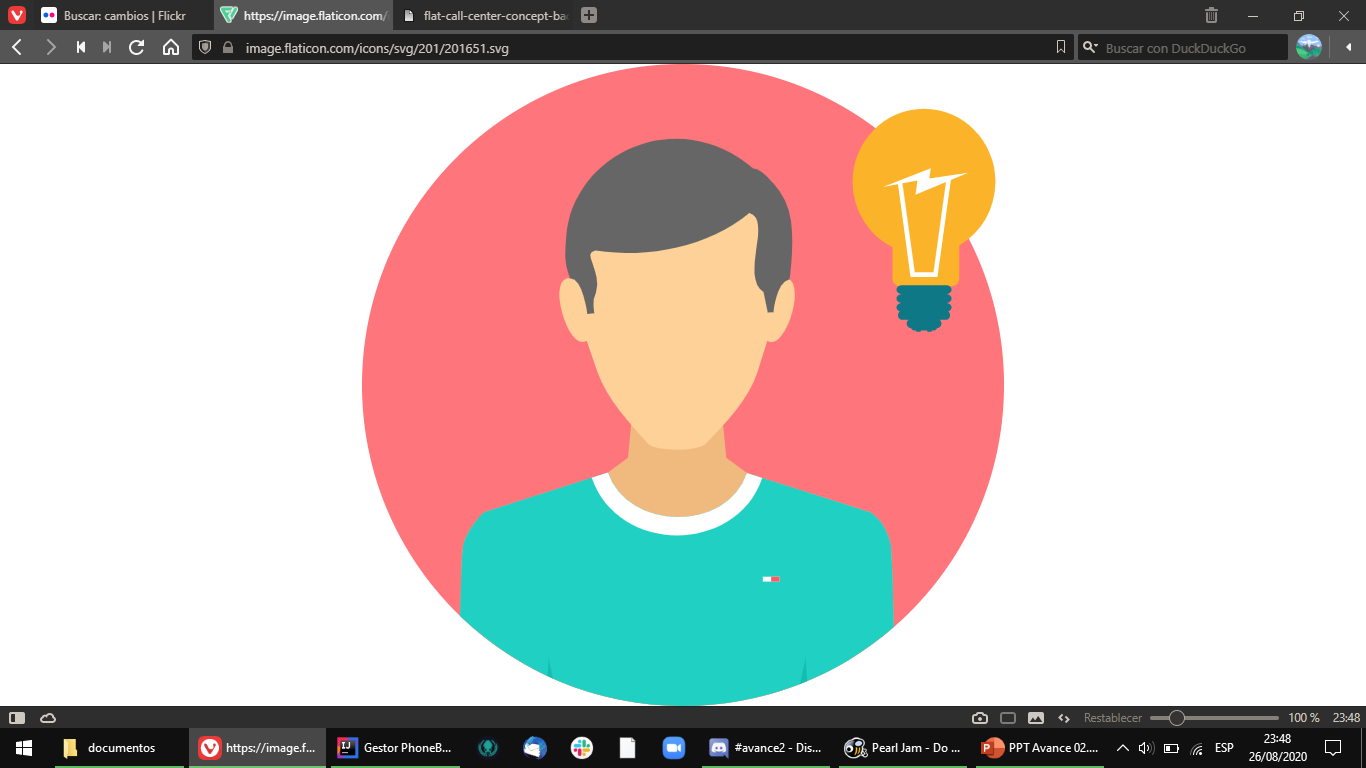 Buscar: cambios | Flickr
https://image.flaticon.com/
flat-call-center-concept-bac
image.flaticon.com/icons/svg/201/201651.svg
Buscar con DuckDuckGo
Restablecer
100 %
23:48
documentos
https://image.f...
Gestor PhoneB...
#avance2 - Dis...
Pearl Jam - Do ...
PPT Avance 02....
ESP
23:48
26/08/2020